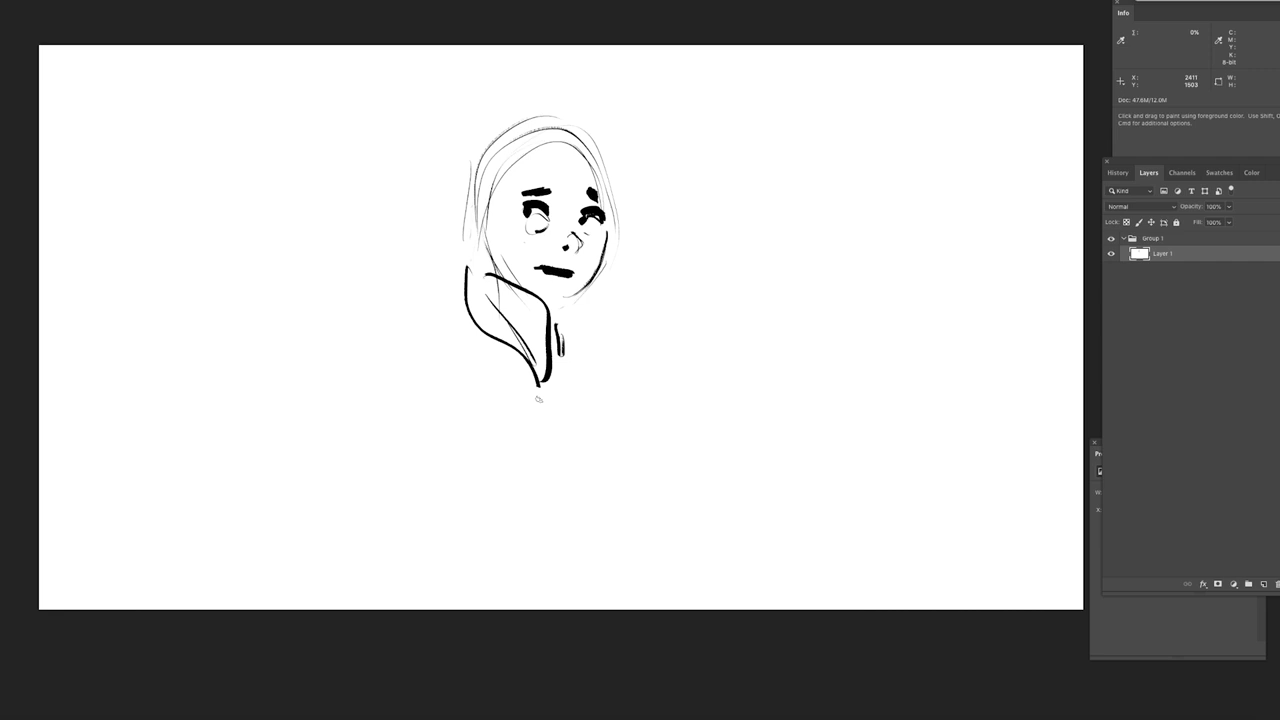 Info
0%
C:
M:
Y:
K:
8-bit
X: 2411
Y: 1503
W:
H:
Doc: 47.6M/12.0M
Click and drag to paint using foreground color. Use Shift,
Cmd for additional options.
History Layers Channels Swatches Color
Kind
Normal Opacity: 100%
Lock: Fill: 100%
Group 1
Layer 1
W
X